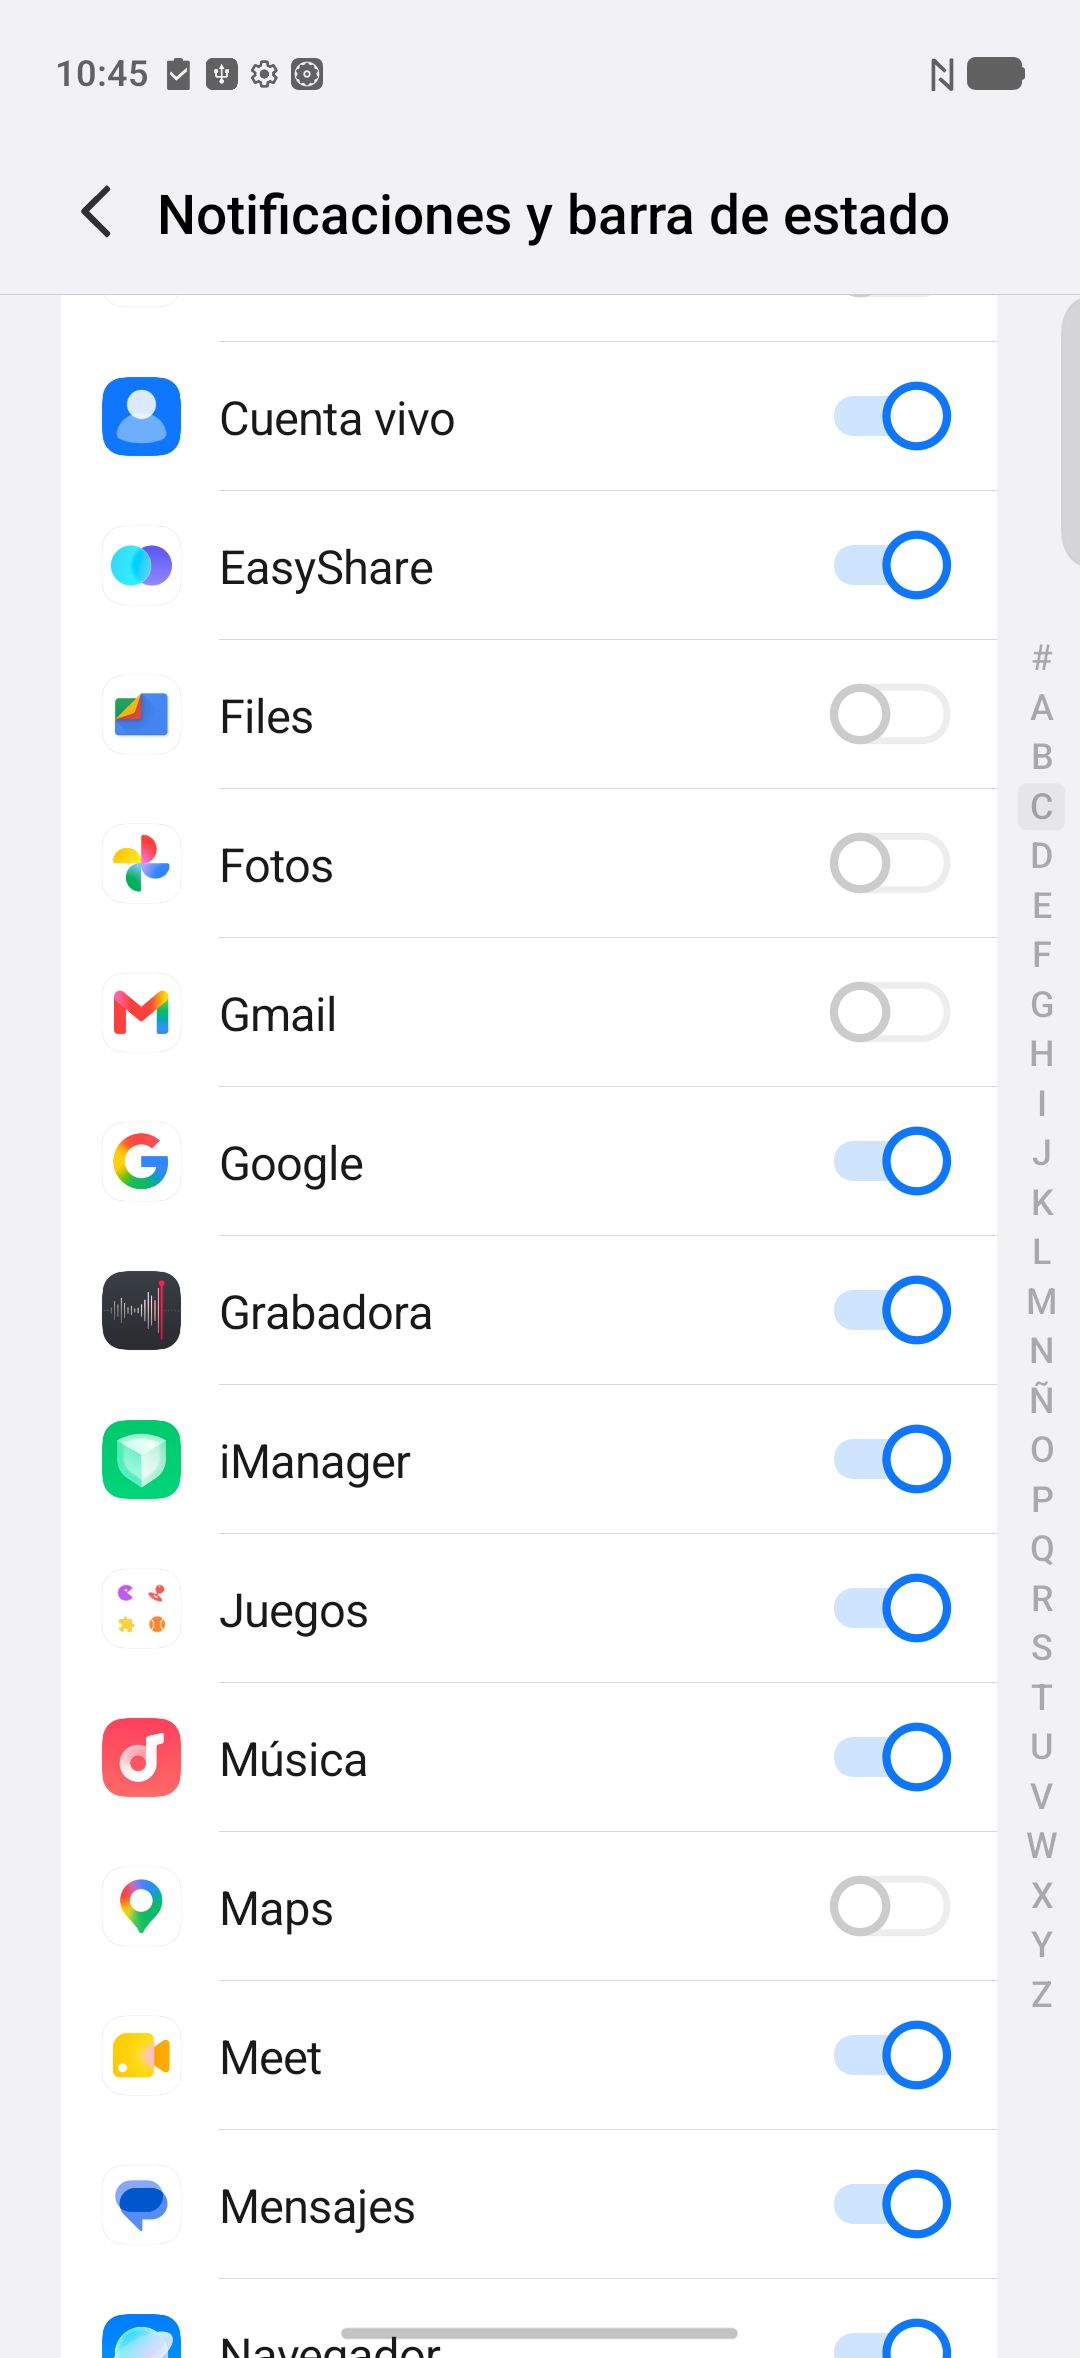 10:45
Notificaciones y barra de estado
Cuenta vivo
EasyShare
Files
Fotos
Gmail
Google
Grabadora
iManager
Juegos
Música
Maps
Meet
Mensajes
Navegador
#
A
B
C
D
E
F
G
H
I
J
K
L
M
N
Ñ
O
P
Q
R
S
T
U
V
W
X
Y
Z